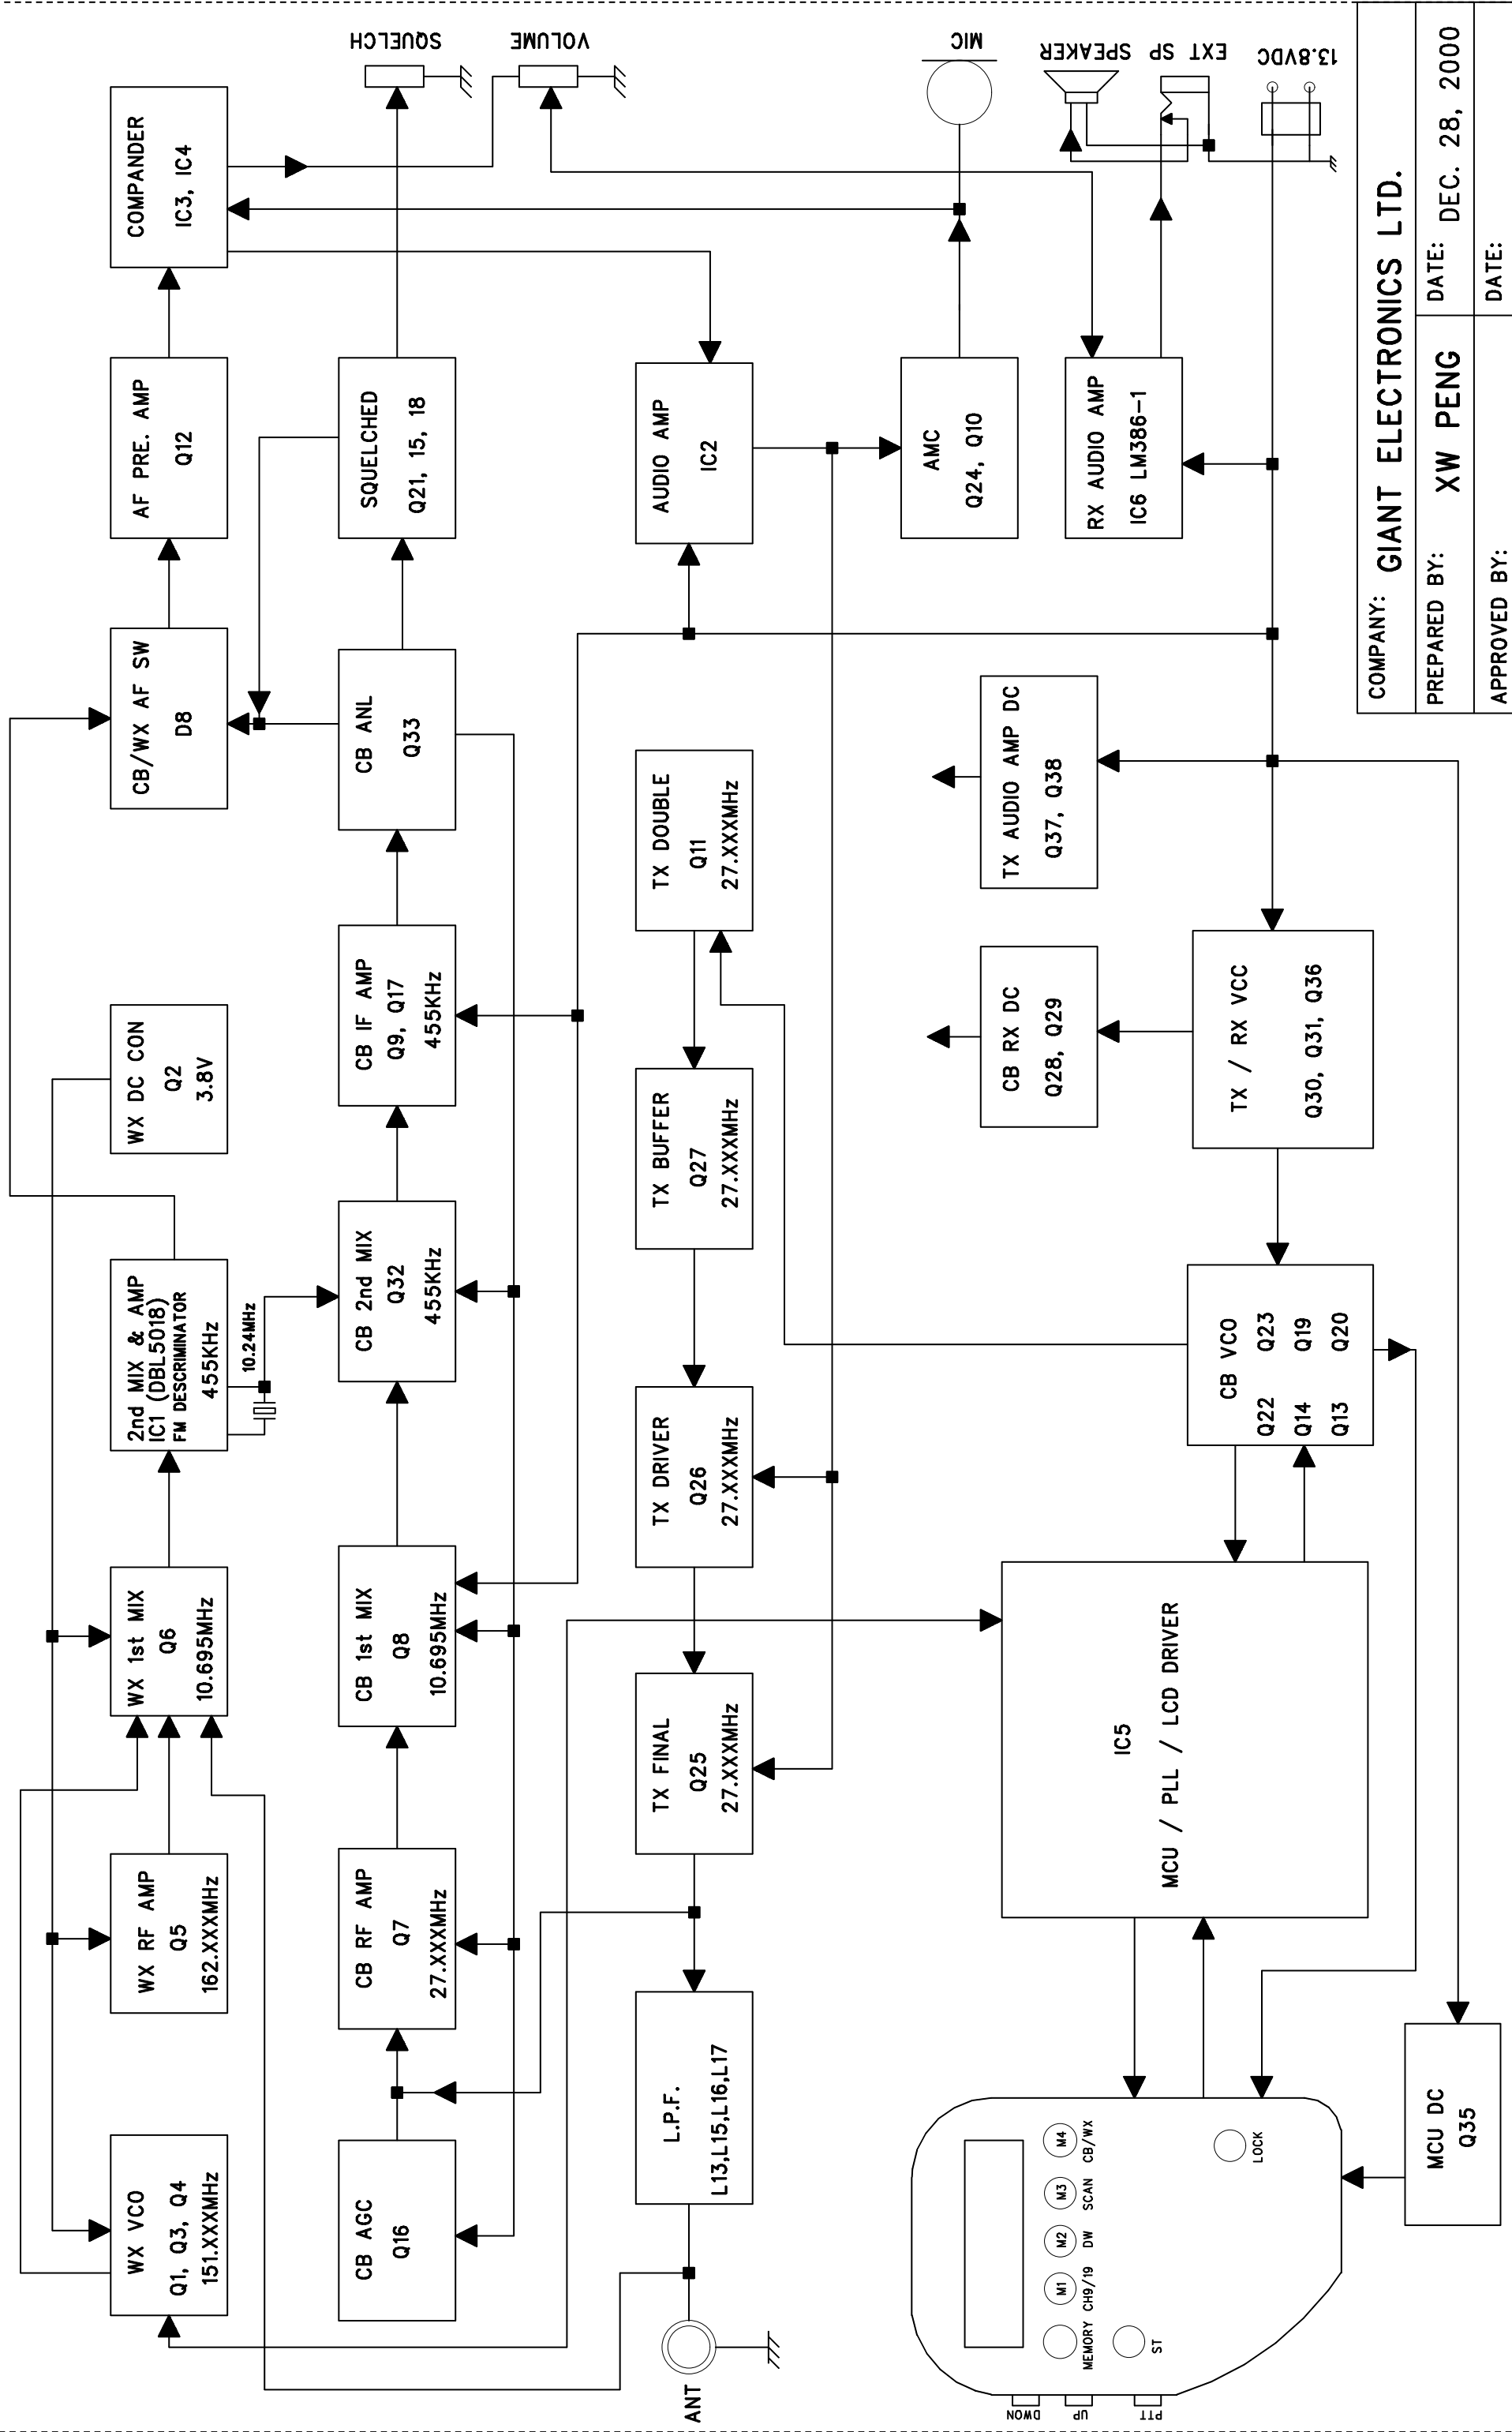 WX VCO
Q1, Q3, Q4
151.XXXMHz
WX RF AMP
Q5
162.XXXMHz
WX 1st MIX
Q6
10.695MHz
2nd MIX & AMP
IC1 (DBL5018)
FM DESCRIMINATOR
455KHz
10.24MHz
WX DC CON
Q2
3.8V
CB/WX AF SW
D8
AF PRE. AMP
Q12
COMPANDER
IC3, IC4
CB AGC
Q16
CB RF AMP
Q7
27.XXXMHz
CB 1st MIX
Q8
10.695MHz
CB 2nd MIX
Q32
455KHz
CB IF AMP
Q9, Q17
455KHz
CB ANL
Q33
SQUELCHED
Q21, 15, 18
SQUELCH
VOLUME
ANT
L.P.F.
L13,L15,L16,L17
TX FINAL
Q25
27.XXXMHz
TX DRIVER
Q26
27.XXXMHz
TX BUFFER
Q27
27.XXXMHz
TX DOUBLE
Q11
27.XXXMHz
AUDIO AMP
IC2
AMC
Q24, Q10
MIC
RX AUDIO AMP
IC6 LM386-1
SPEAKER
EXT SP
13.8VDC
DWON
UP
PTT
MEMORY
M1
CH9/19
M2
DW
M3
SCAN
M4
CB/WX
ST
LOCK
IC5
MCU / PLL / LCD DRIVER
CB VCO
Q22 Q23
Q14 Q19
Q13 Q20
CB RX DC
Q28, Q29
TX / RX VCC
Q30, Q31, Q36
TX AUDIO AMP DC
Q37, Q38
MCU DC
Q35
COMPANY: GIANT ELECTRONICS LTD.
PREPARED BY: XW PENG DATE: DEC. 28, 2000
APPROVED BY: DATE: